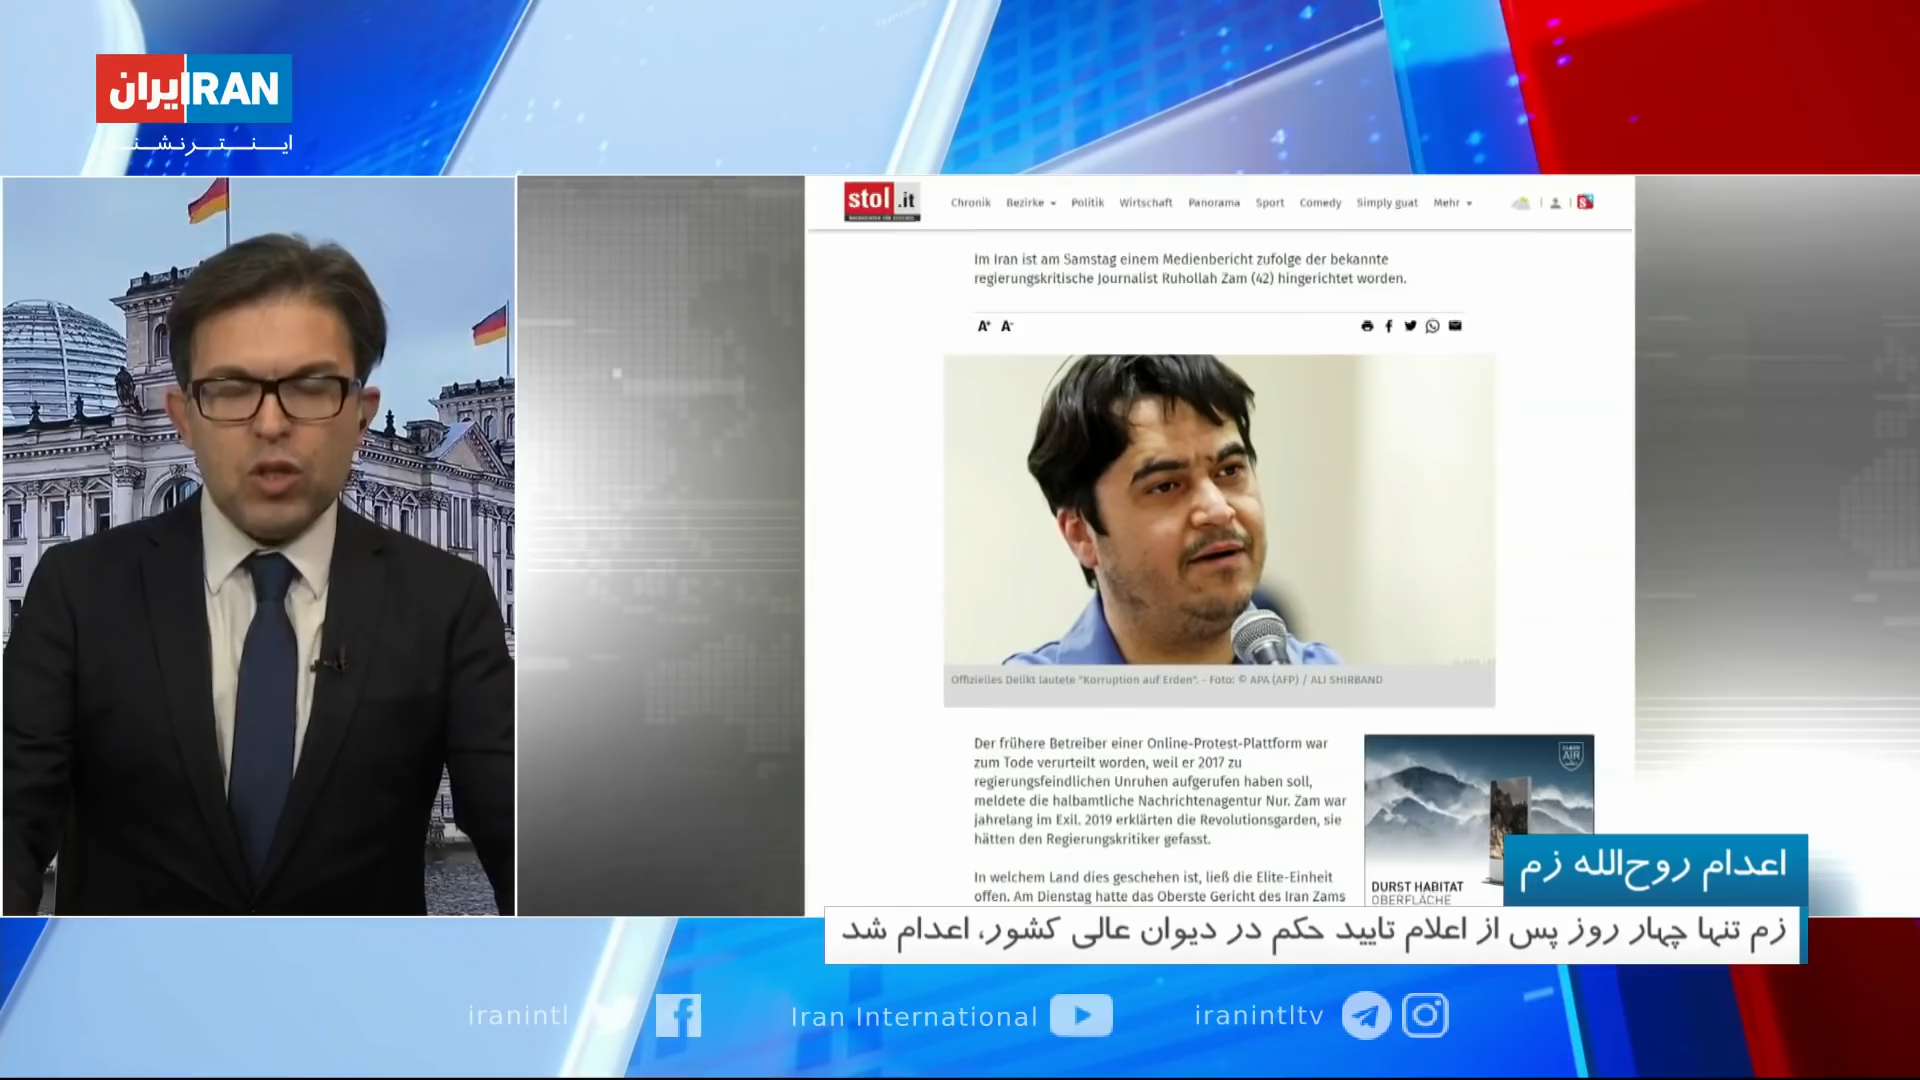 ایران IRAN
اینترنشنال
stol.it
Chronik Bezirke Politik Wirtschaft Panorama Sport Comedy Simply guat Mehr
Im Iran ist am Samstag einem Medienbericht zufolge der bekannte
regierungskritische Journalist Ruhollah Zam (42) hingerichtet worden.
A+ A-
Offizielles Delikt lautete "Korruption auf Erden". - Foto: © APA (AFP) / ALI SHIRBAND
Der frühere Betreiber einer Online-Protest-Plattform war
zum Tode verurteilt worden, weil er 2017 zu
regierungsfeindlichen Unruhen aufgerufen haben soll,
meldete die halbamtliche Nachrichtenagentur Nur. Zam war
jahrelang im Exil. 2019 erklärten die Revolutionsgarden, sie
hätten den Regierungskritiker gefasst.
In welchem Land dies geschehen ist, ließ die Elite-Einheit
offen. Am Dienstag hatte das Oberste Gericht des Iran Zams
CLEAN AIR
DURST HABITAT
OBERFLÄCHE
اعدام روح‌الله زم
زم تنها چهار روز پس از اعلام تایید حکم در دیوان عالی کشور، اعدام شد
iranintl
Iran International
iranintltv